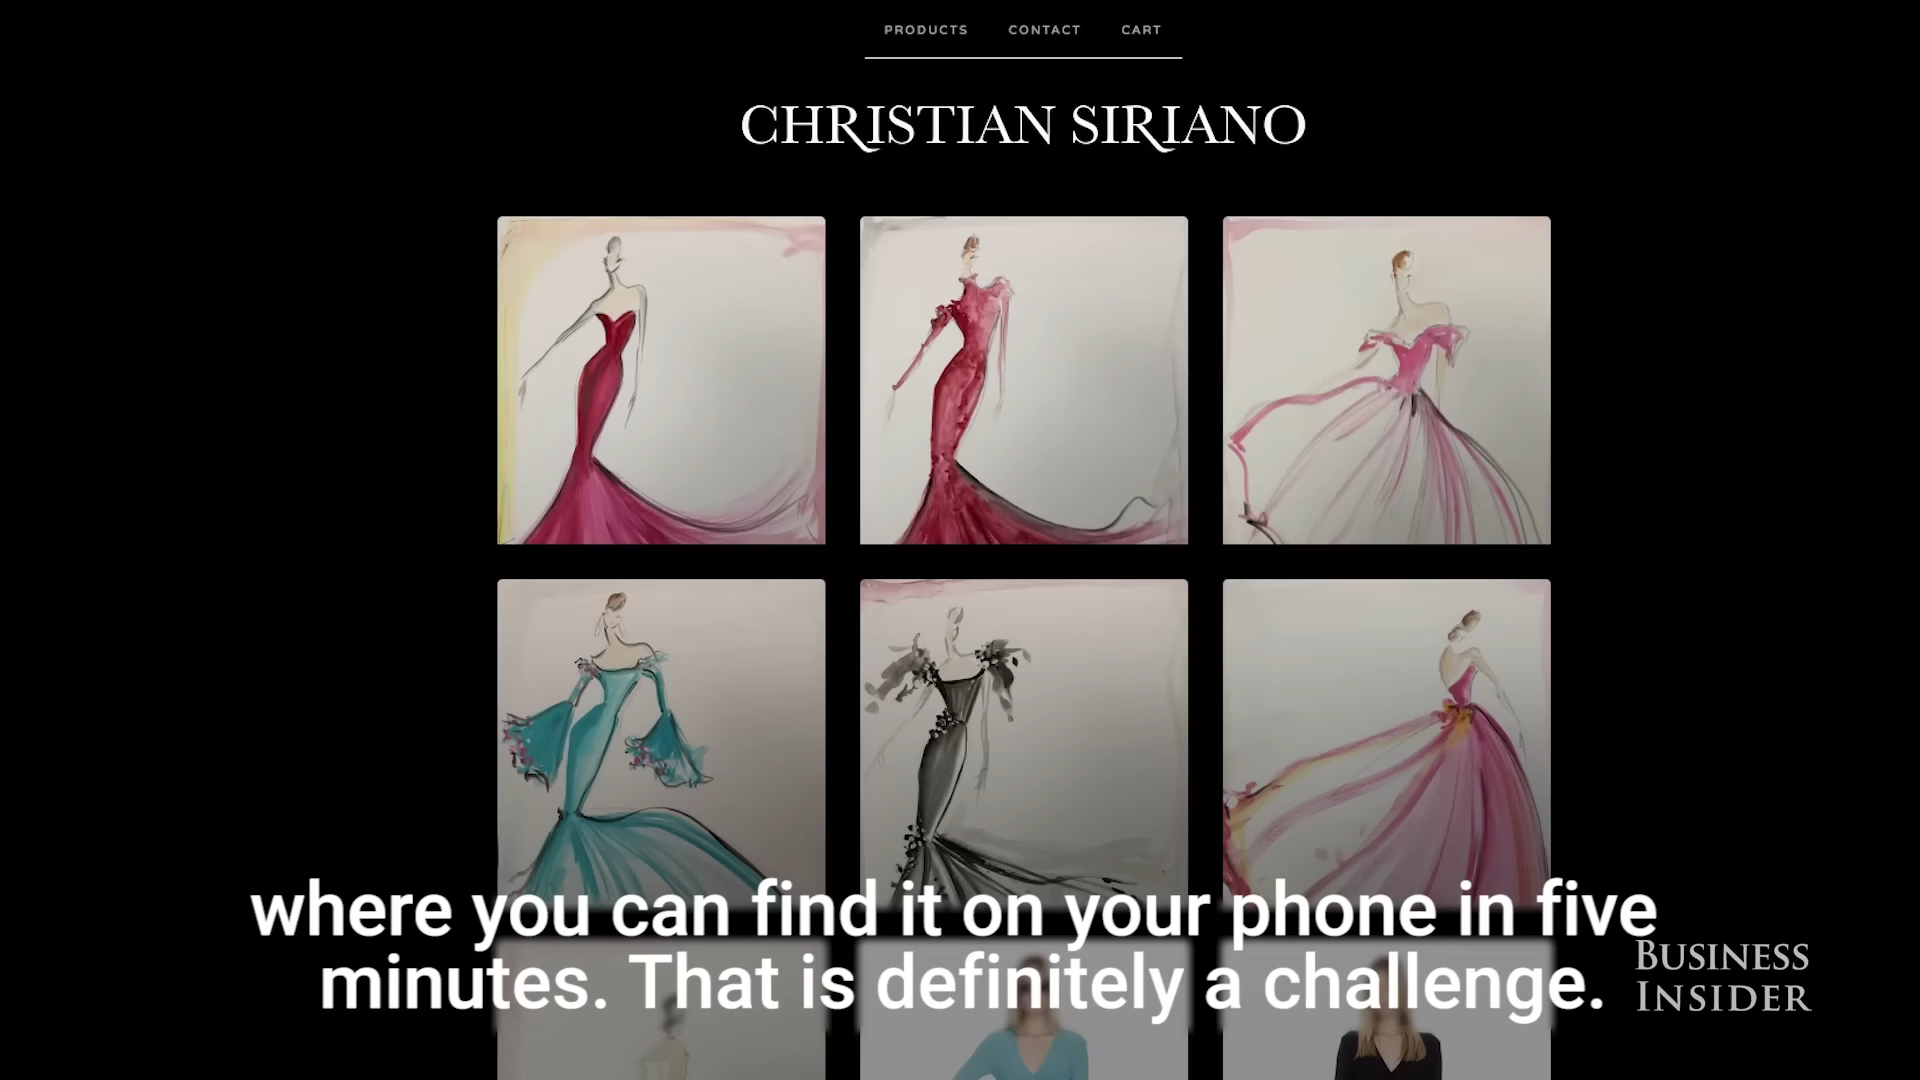 PRODUCTS CONTACT CART
CHRISTIAN SIRIANO
where you can find it on your phone in five
minutes. That is definitely a challenge.
BUSINESS
INSIDER